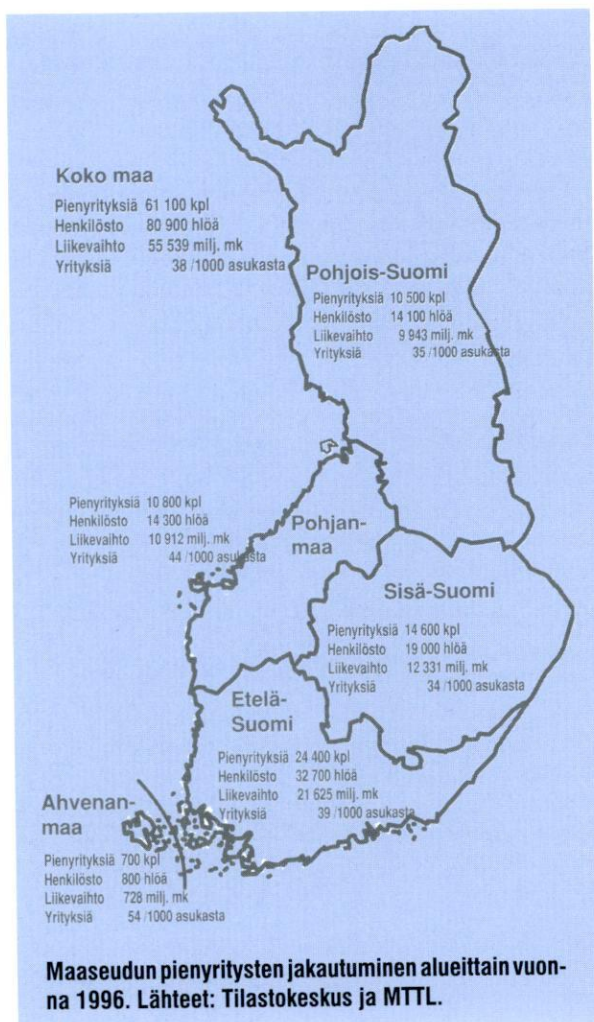 Koko maa
Pienyrityksiä 61 100 kpl
Henkilösto 80 900 hlöä
Liikevaihto 55 539 milj. mk
Yrityksiä 38 /1000 asukasta
Pohjois-Suomi
Pienyrityksiä 10 500 kpl
Henkilösto 14 100 hlöä
Liikevaihto 9 943 milj. mk
Yrityksiä 35 /1000 asukasta
Pohjan-
maa
Pienyrityksiä 10 800 kpl
Henkilösto 14 300 hlöä
Liikevaihto 10 912 milj. mk
Yrityksiä 44 /1000 asukasta
Sisä-Suomi
Pienyrityksiä 14 600 kpl
Henkilösto 19 000 hlöä
Liikevaihto 12 331 milj. mk
Yrityksiä 34 /1000 asukasta
Etelä-
Suomi
Pienyrityksiä 24 400 kpl
Henkilösto 32 700 hlöä
Liikevaihto 21 625 milj. mk
Yrityksiä 39 /1000 asukasta
Ahvenan-
maa
Pienyrityksiä 700 kpl
Henkilösto 800 hlöä
Liikevaihto 728 milj. mk
Yrityksiä 54 /1000 asukasta
Maaseudun pienyritysten jakautuminen alueittain vuon-
na 1996. Lähteet: Tilastokeskus ja MTTL.